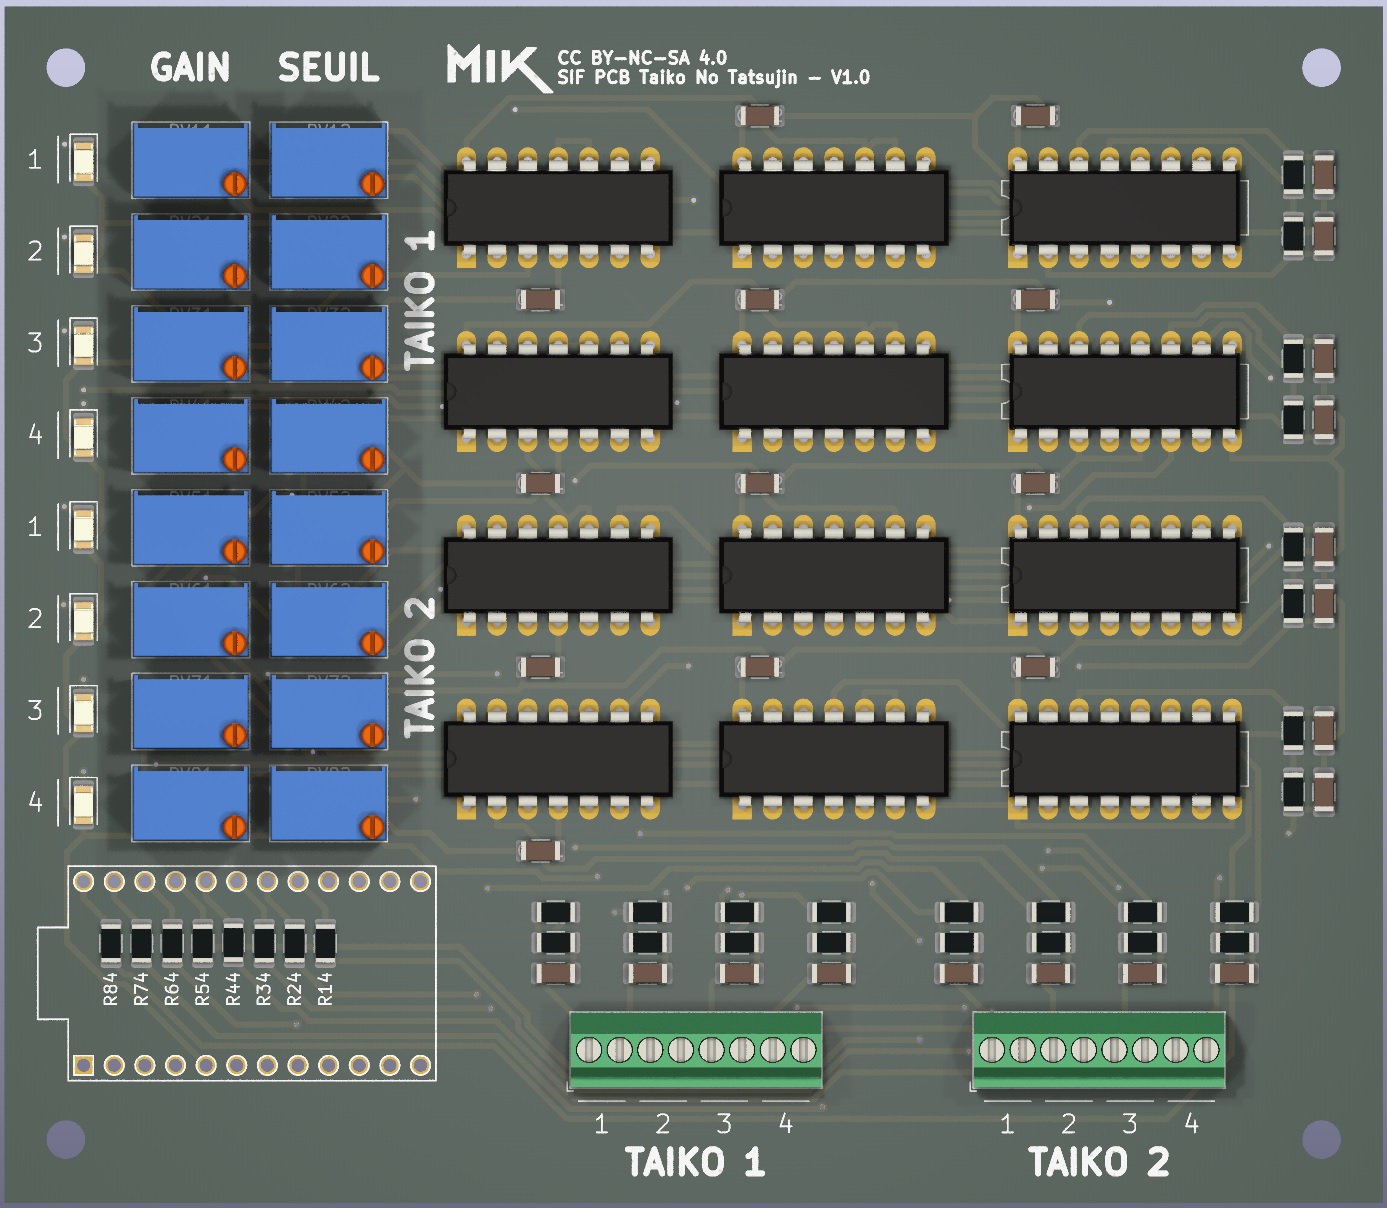 GAIN SEUIL
MIK
CC BY-NC-SA 4.0
SIF PCB Taiko No Tatsujin - V1.0
1
2
3
4
TAIKO 1
1
2
3
4
TAIKO 2
R84 R74 R64 R54 R44 R34 R24 R14
1 2 3 4
TAIKO 1
1 2 3 4
TAIKO 2